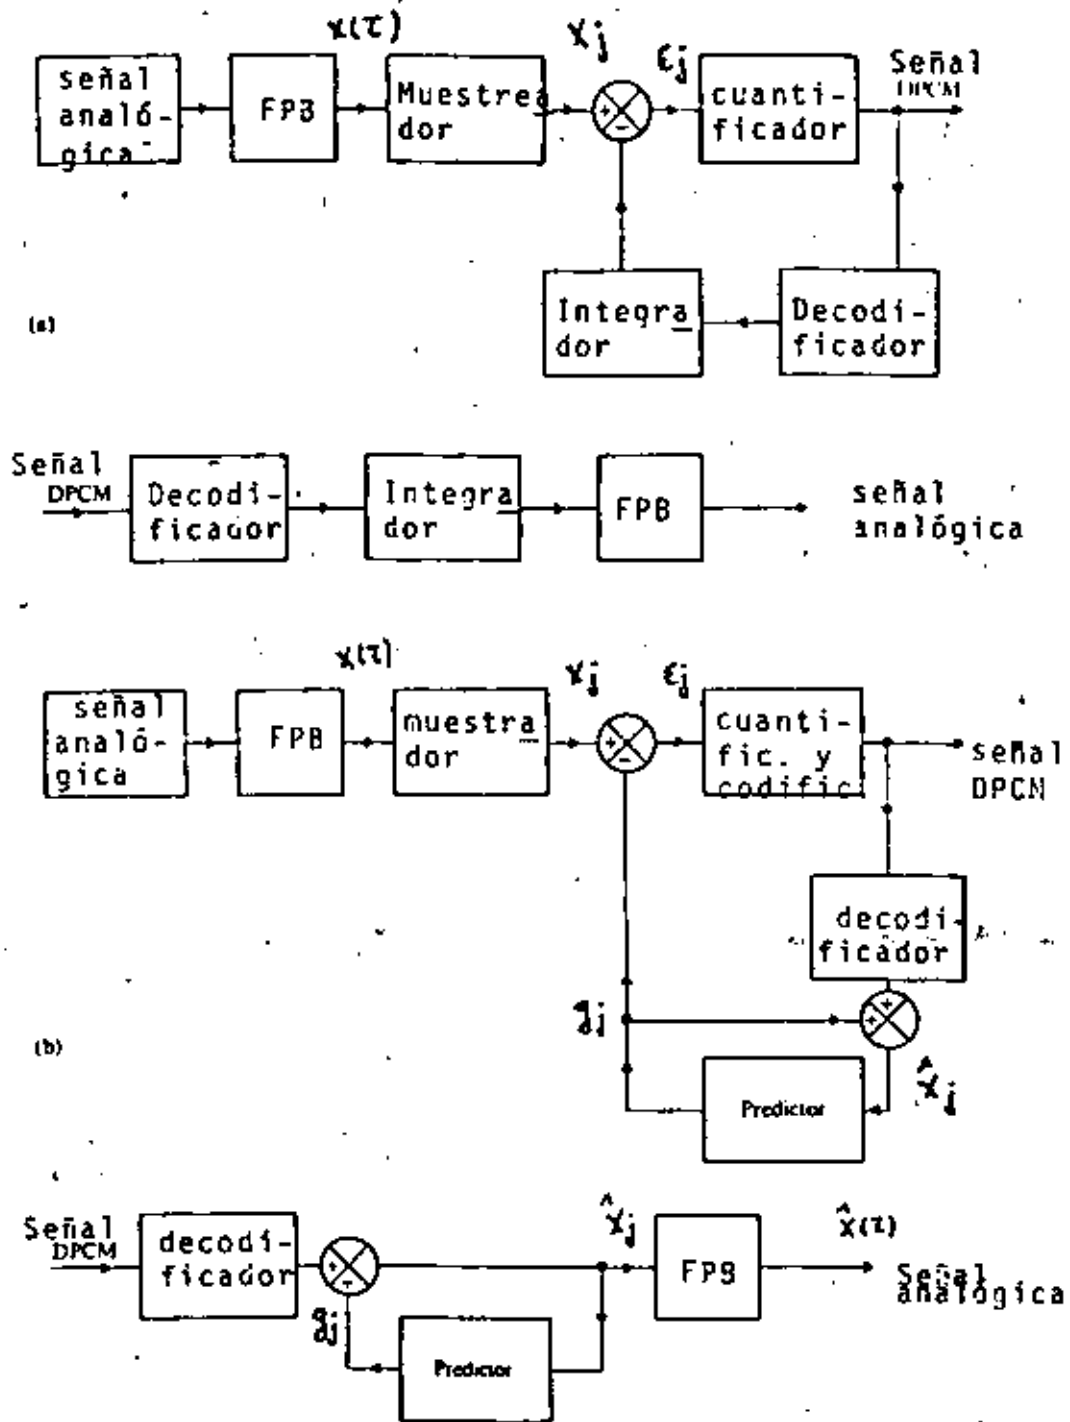 x(τ)
xj
εj
señal
analó-
gica
FPB
Muestra
dor
cuanti-
ficador
Señal
DPCM
Integra
dor
Decodi-
ficador
(a)
Señal
DPCM
Decodi-
ficador
Integra
dor
FPB
señal
analógica
x(τ)
xj
εj
señal
analó-
gica
FPB
muestra
dor
cuanti-
fic. y
codific
señal
DPCM
decodi-
ficador
gj
x̂j
(b)
Predictor
Señal
DPCM
decodi-
ficador
x̂j
FPB
x̂(τ)
Señal
analógica
gj
Predictor